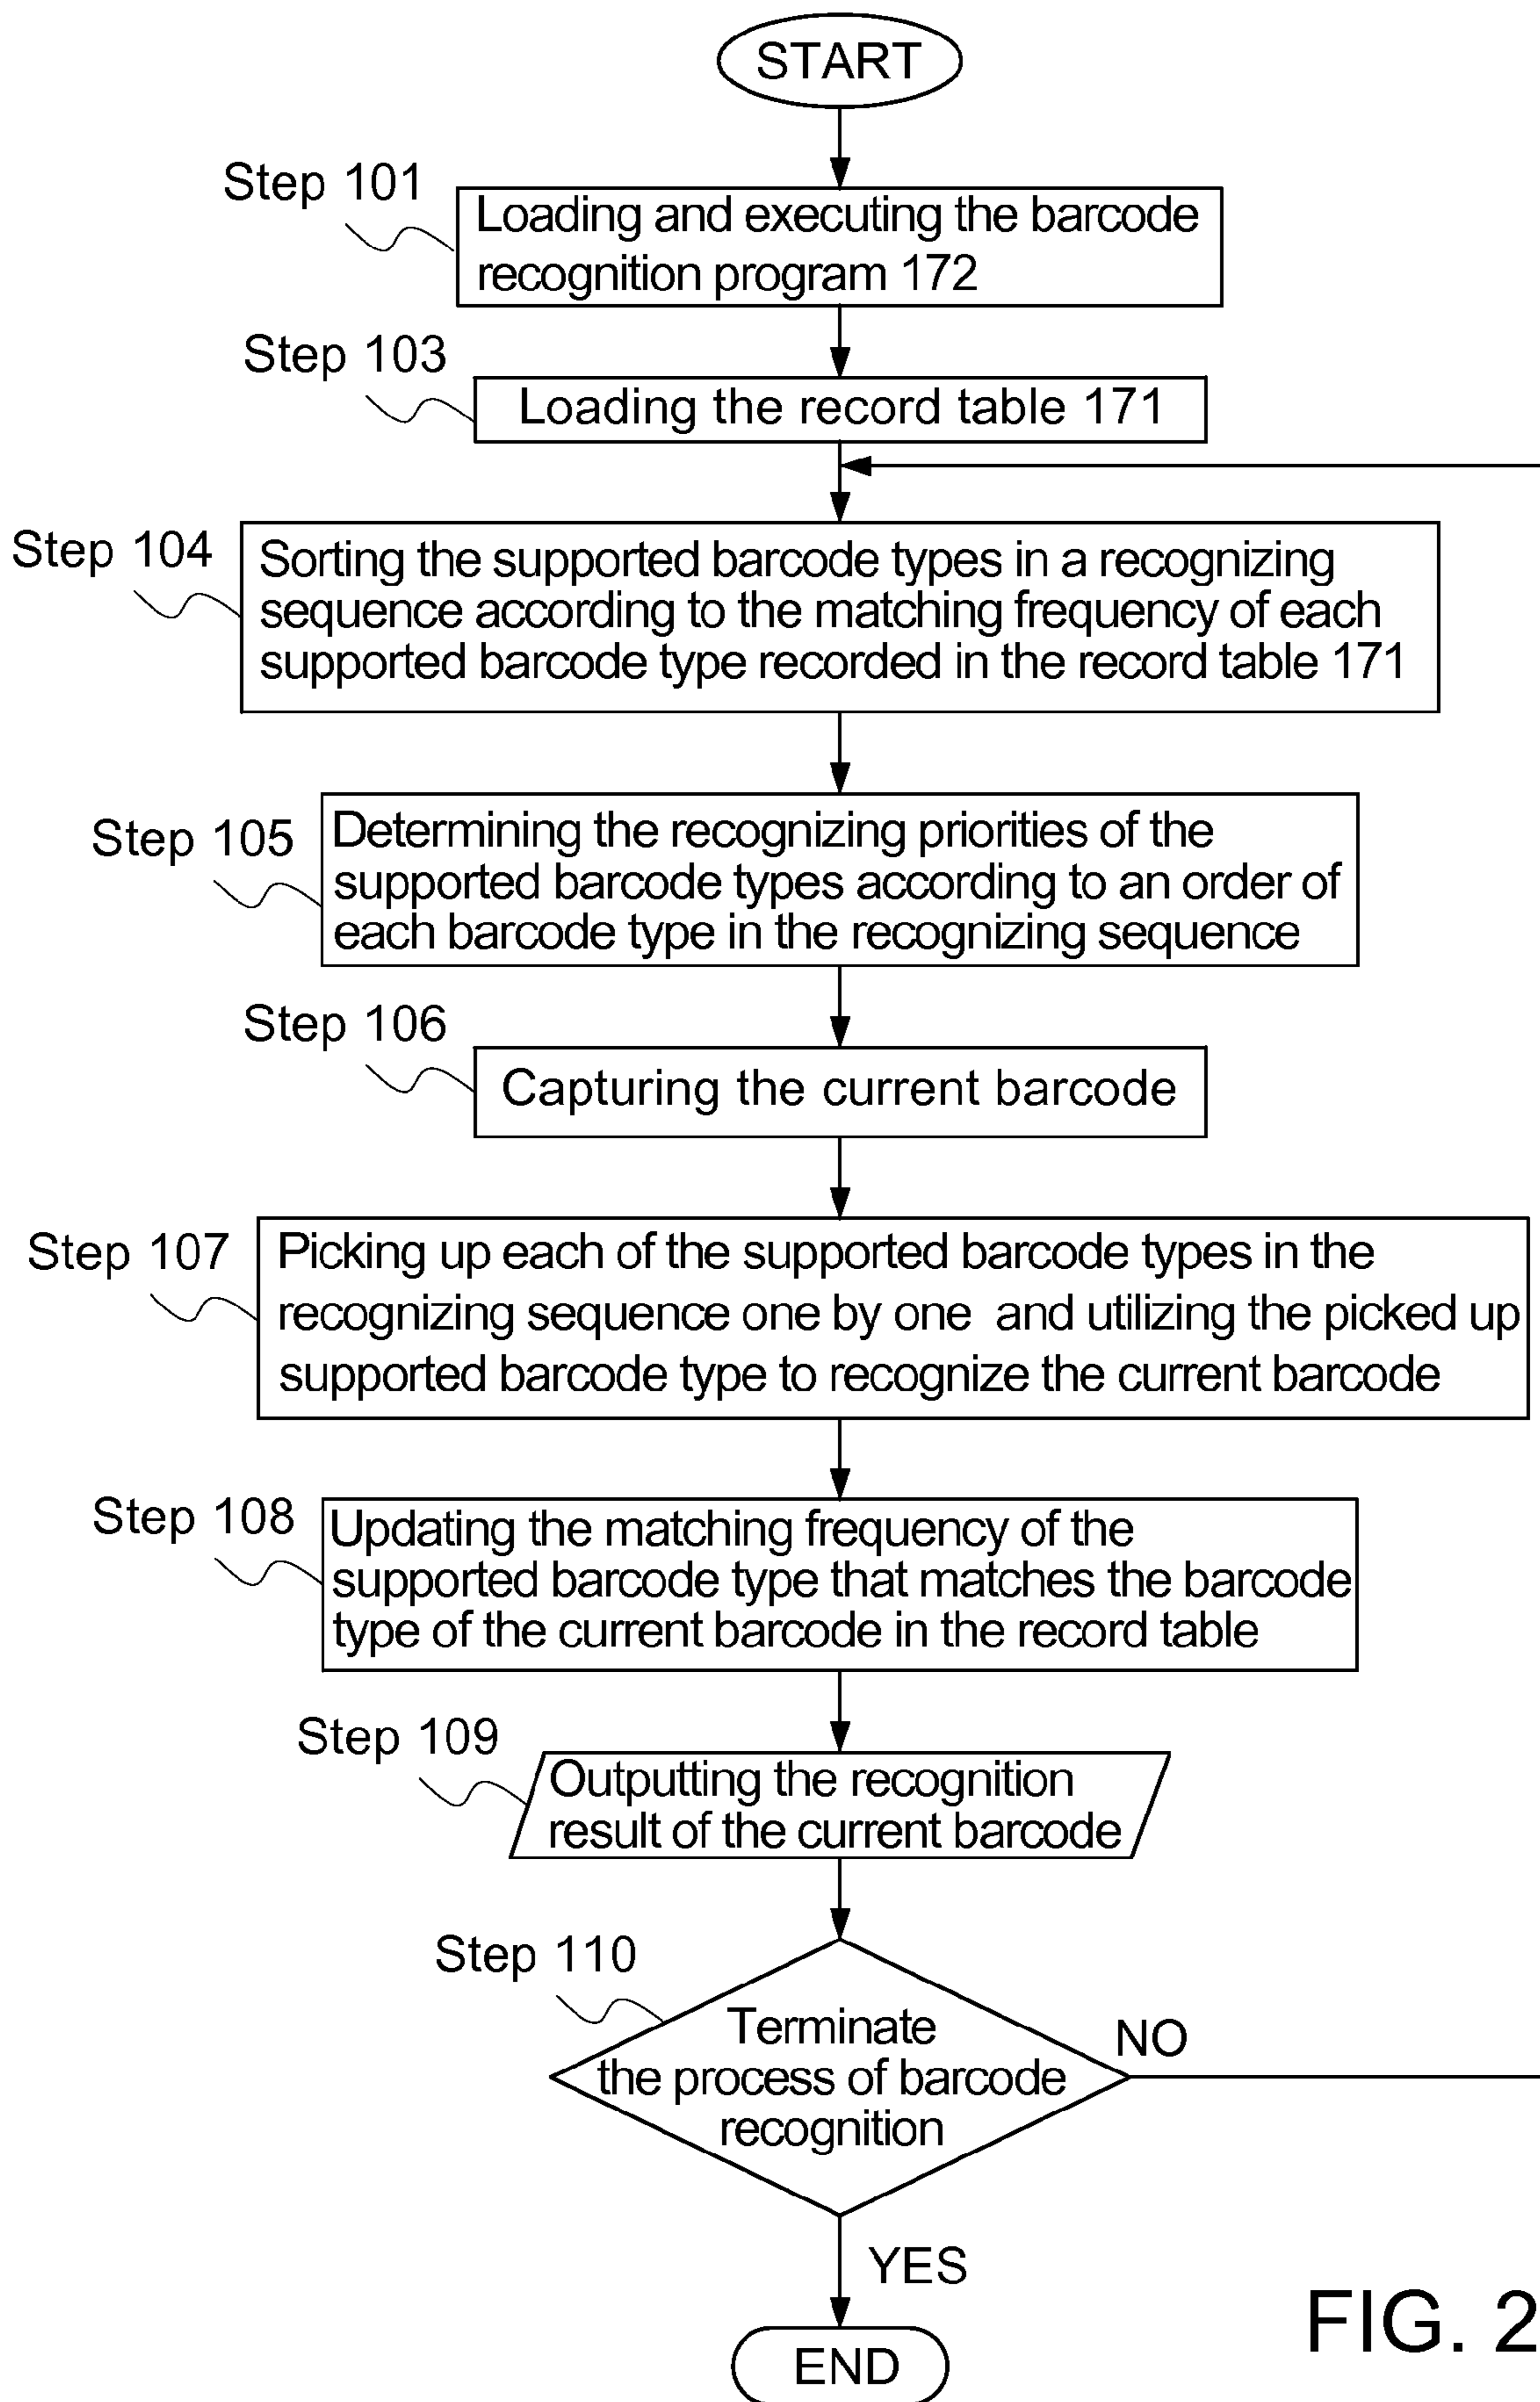 START
Step 101
Loading and executing the barcode
recognition program 172
Step 103
Loading the record table 171
Step 104
Sorting the supported barcode types in a recognizing
sequence according to the matching frequency of each
supported barcode type recorded in the record table 171
Step 105
Determining the recognizing priorities of the
supported barcode types according to an order of
each barcode type in the recognizing sequence
Step 106
Capturing the current barcode
Step 107
Picking up each of the supported barcode types in the
recognizing sequence one by one and utilizing the picked up
supported barcode type to recognize the current barcode
Step 108
Updating the matching frequency of the
supported barcode type that matches the barcode
type of the current barcode in the record table
Step 109
Outputting the recognition
result of the current barcode
Step 110
Terminate
the process of barcode
recognition
NO
YES
END
FIG. 2